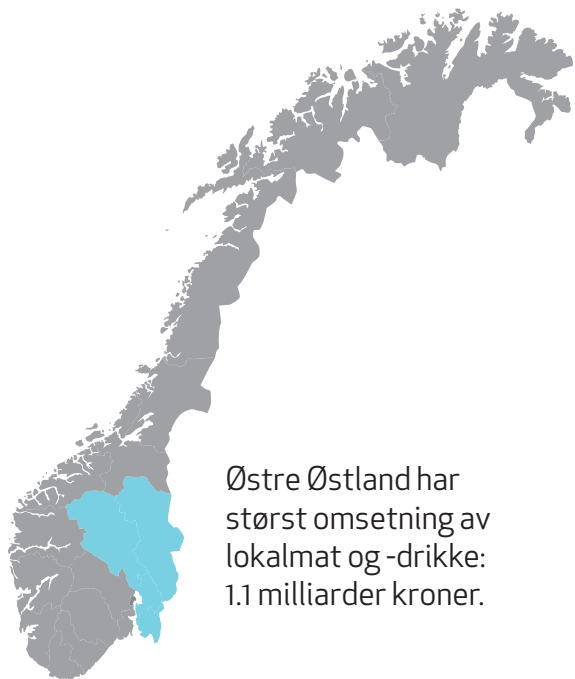 Østre Østland har
størst omsetning av
lokalmat og -drikke:
1.1 milliarder kroner.